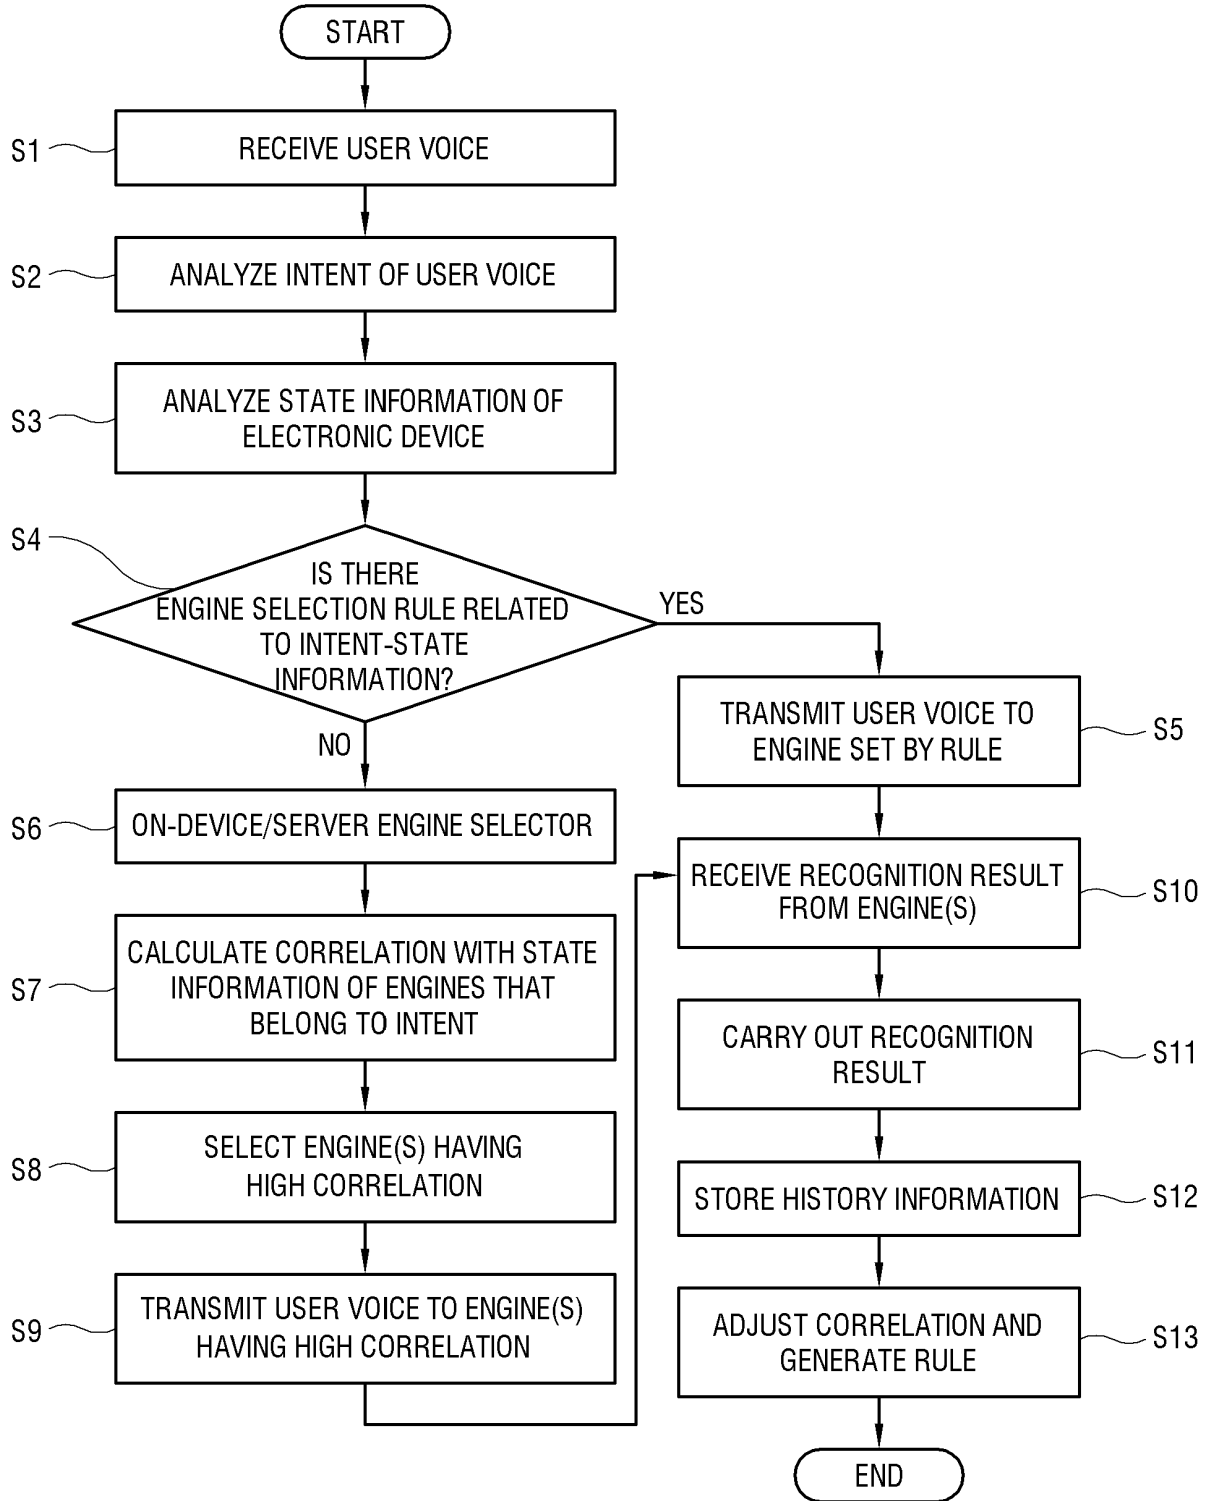 START
S1
RECEIVE USER VOICE
S2
ANALYZE INTENT OF USER VOICE
S3
ANALYZE STATE INFORMATION OF
ELECTRONIC DEVICE
S4
IS THERE
ENGINE SELECTION RULE RELATED
TO INTENT-STATE
INFORMATION?
YES
NO
TRANSMIT USER VOICE TO
ENGINE SET BY RULE
S5
S6
ON-DEVICE/SERVER ENGINE SELECTOR
S7
CALCULATE CORRELATION WITH STATE
INFORMATION OF ENGINES THAT
BELONG TO INTENT
S8
SELECT ENGINE(S) HAVING
HIGH CORRELATION
S9
TRANSMIT USER VOICE TO ENGINE(S)
HAVING HIGH CORRELATION
RECEIVE RECOGNITION RESULT
FROM ENGINE(S)
S10
CARRY OUT RECOGNITION
RESULT
S11
STORE HISTORY INFORMATION
S12
ADJUST CORRELATION AND
GENERATE RULE
S13
END